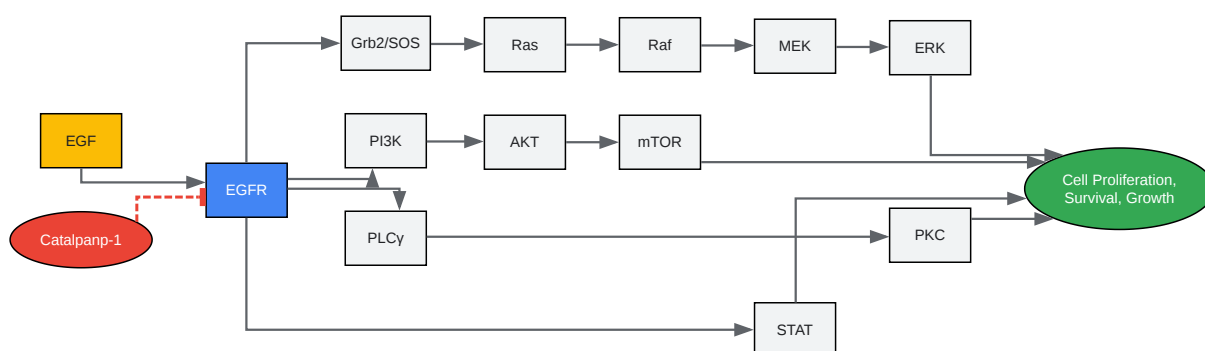 Grb2/SOS
Ras
Raf
MEK
ERK
EGF
PI3K
AKT
mTOR
EGFR
Cell Proliferation,
Survival, Growth
Catalpanp-1
PLCγ
PKC
STAT